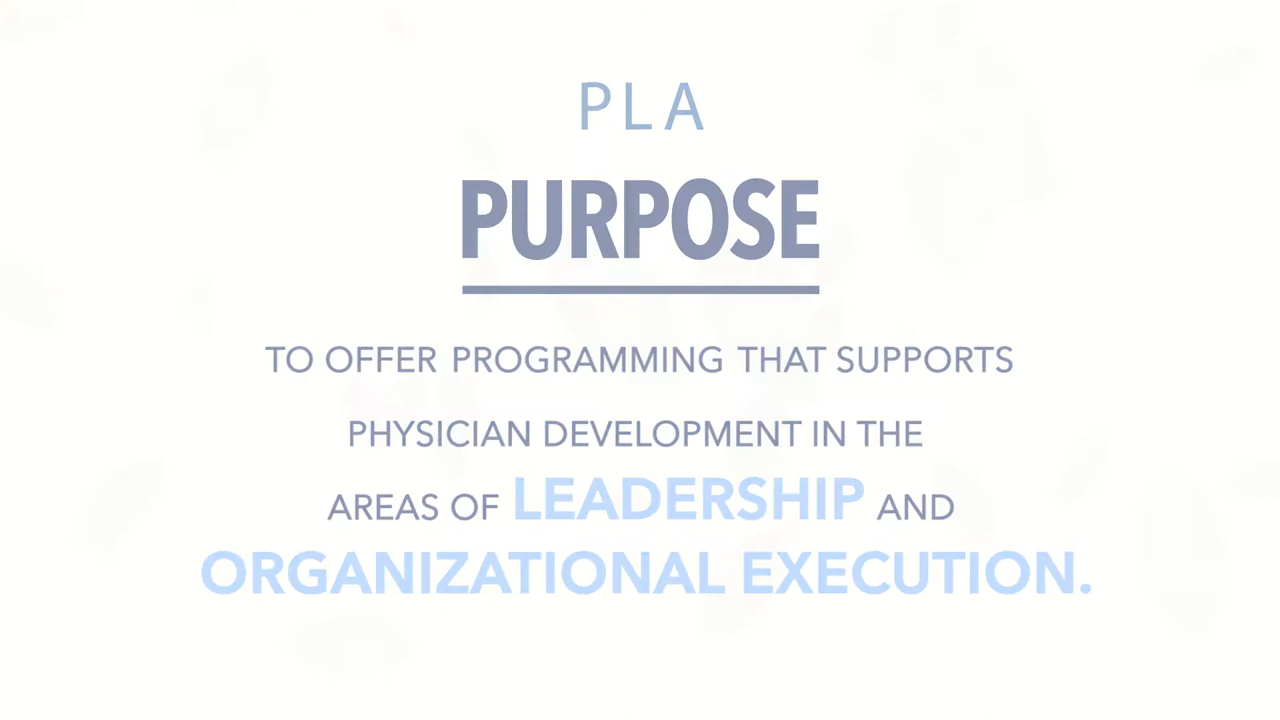 PLA
PURPOSE
TO OFFER PROGRAMMING THAT SUPPORTS
PHYSICIAN DEVELOPMENT IN THE
AREAS OF LEADERSHIP AND
ORGANIZATIONAL EXECUTION.